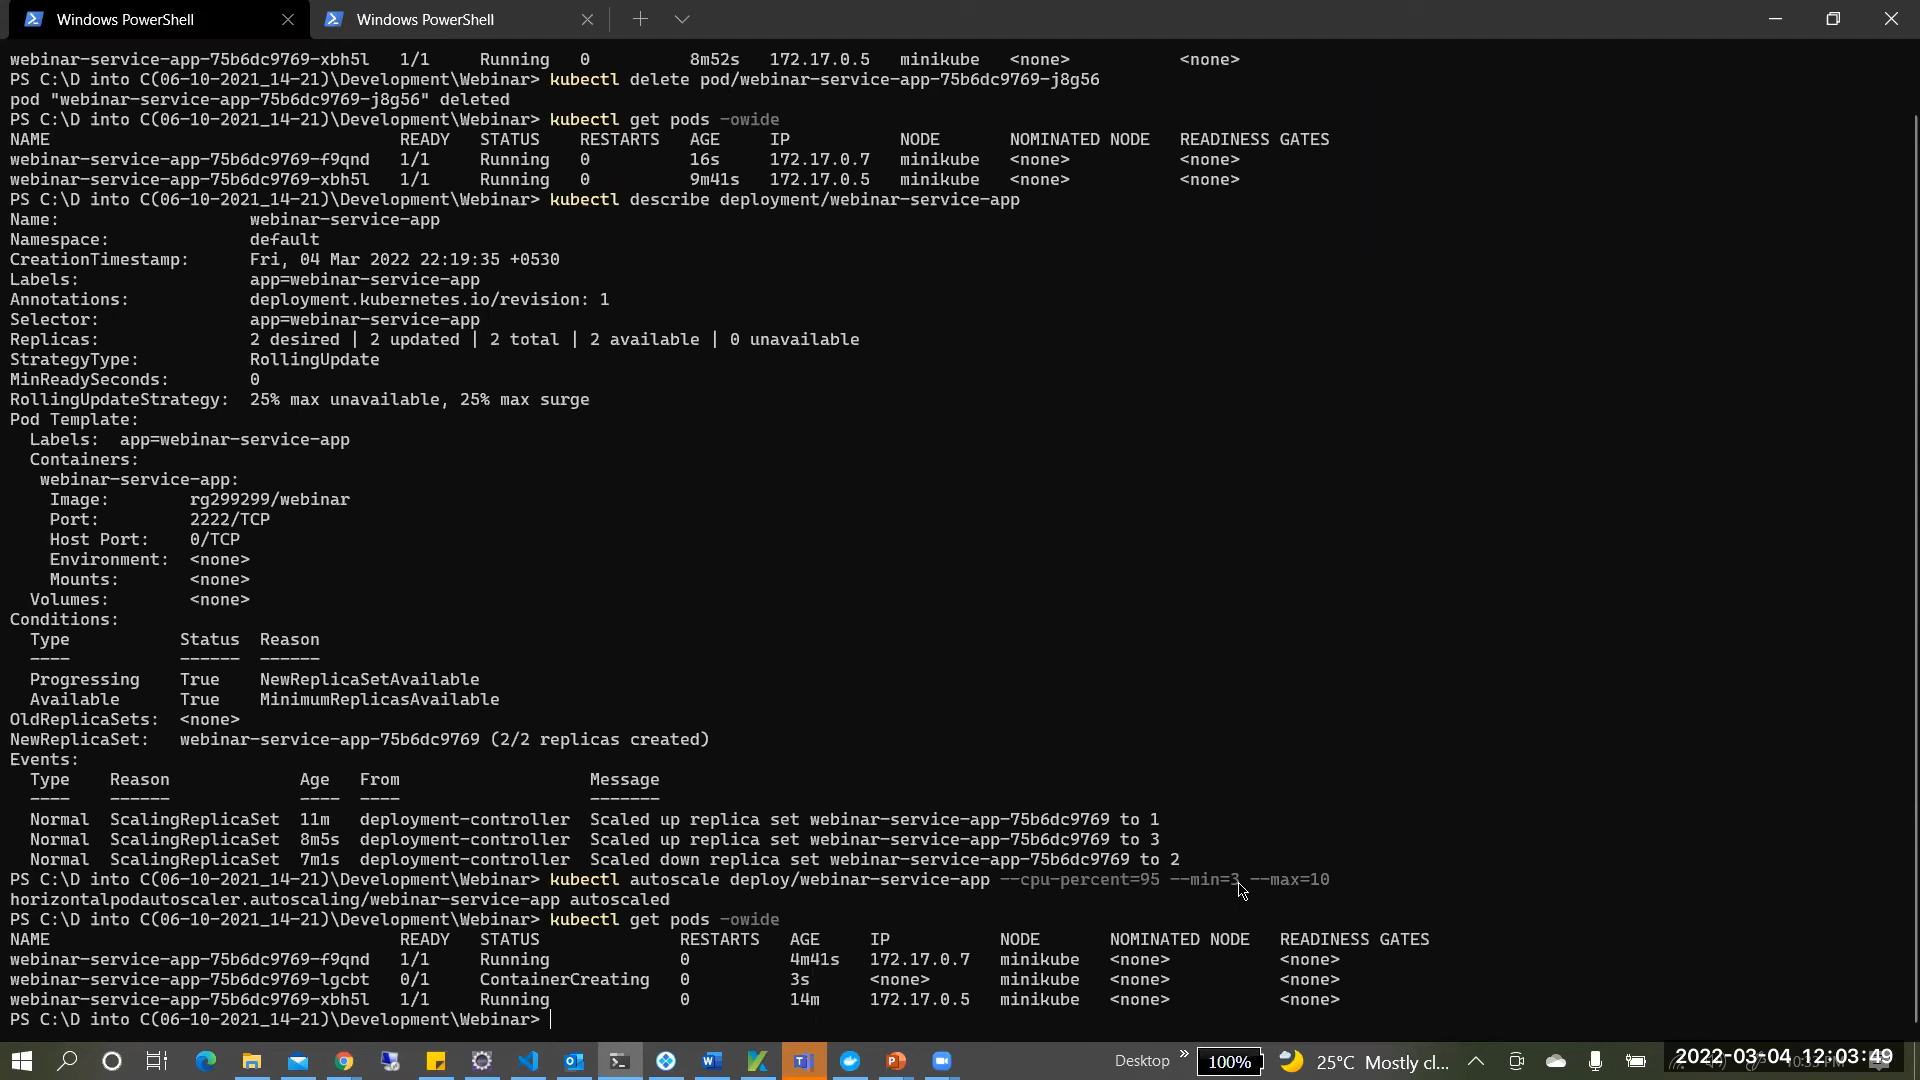 Windows PowerShell
Windows PowerShell
webinar-service-app-75b6dc9769-xbh5l   1/1     Running   0          8m52s   172.17.0.5   minikube   <none>           <none>
PS C:\D into C(06-10-2021_14-21)\Development\Webinar> kubectl delete pod/webinar-service-app-75b6dc9769-j8g56
pod "webinar-service-app-75b6dc9769-j8g56" deleted
PS C:\D into C(06-10-2021_14-21)\Development\Webinar> kubectl get pods -owide
NAME                                   READY   STATUS    RESTARTS   AGE     IP           NODE       NOMINATED NODE   READINESS GATES
webinar-service-app-75b6dc9769-f9qnd   1/1     Running   0          16s     172.17.0.7   minikube   <none>           <none>
webinar-service-app-75b6dc9769-xbh5l   1/1     Running   0          9m41s   172.17.0.5   minikube   <none>           <none>
PS C:\D into C(06-10-2021_14-21)\Development\Webinar> kubectl describe deployment/webinar-service-app
Name:                   webinar-service-app
Namespace:              default
CreationTimestamp:      Fri, 04 Mar 2022 22:19:35 +0530
Labels:                 app=webinar-service-app
Annotations:            deployment.kubernetes.io/revision: 1
Selector:               app=webinar-service-app
Replicas:               2 desired | 2 updated | 2 total | 2 available | 0 unavailable
StrategyType:           RollingUpdate
MinReadySeconds:        0
RollingUpdateStrategy:  25% max unavailable, 25% max surge
Pod Template:
  Labels:  app=webinar-service-app
  Containers:
   webinar-service-app:
    Image:        rg299299/webinar
    Port:         2222/TCP
    Host Port:    0/TCP
    Environment:  <none>
    Mounts:       <none>
  Volumes:        <none>
Conditions:
  Type           Status  Reason
  ----           ------  ------
  Progressing    True    NewReplicaSetAvailable
  Available      True    MinimumReplicasAvailable
OldReplicaSets:  <none>
NewReplicaSet:   webinar-service-app-75b6dc9769 (2/2 replicas created)
Events:
  Type    Reason             Age   From                   Message
  ----    ------             ----  ----                   -------
  Normal  ScalingReplicaSet  11m   deployment-controller  Scaled up replica set webinar-service-app-75b6dc9769 to 1
  Normal  ScalingReplicaSet  8m5s  deployment-controller  Scaled up replica set webinar-service-app-75b6dc9769 to 3
  Normal  ScalingReplicaSet  7m1s  deployment-controller  Scaled down replica set webinar-service-app-75b6dc9769 to 2
PS C:\D into C(06-10-2021_14-21)\Development\Webinar> kubectl autoscale deploy/webinar-service-app --cpu-percent=95 --min=3 --max=10
horizontalpodautoscaler.autoscaling/webinar-service-app autoscaled
PS C:\D into C(06-10-2021_14-21)\Development\Webinar> kubectl get pods -owide
NAME                                   READY   STATUS              RESTARTS   AGE     IP           NODE       NOMINATED NODE   READINESS GATES
webinar-service-app-75b6dc9769-f9qnd   1/1     Running             0          4m41s   172.17.0.7   minikube   <none>           <none>
webinar-service-app-75b6dc9769-lgcbt   0/1     ContainerCreating   0          3s      <none>       minikube   <none>           <none>
webinar-service-app-75b6dc9769-xbh5l   1/1     Running             0          14m     172.17.0.5   minikube   <none>           <none>
PS C:\D into C(06-10-2021_14-21)\Development\Webinar>
Desktop » 100% 25°C Mostly cl... 2022-03-04 12:03:49